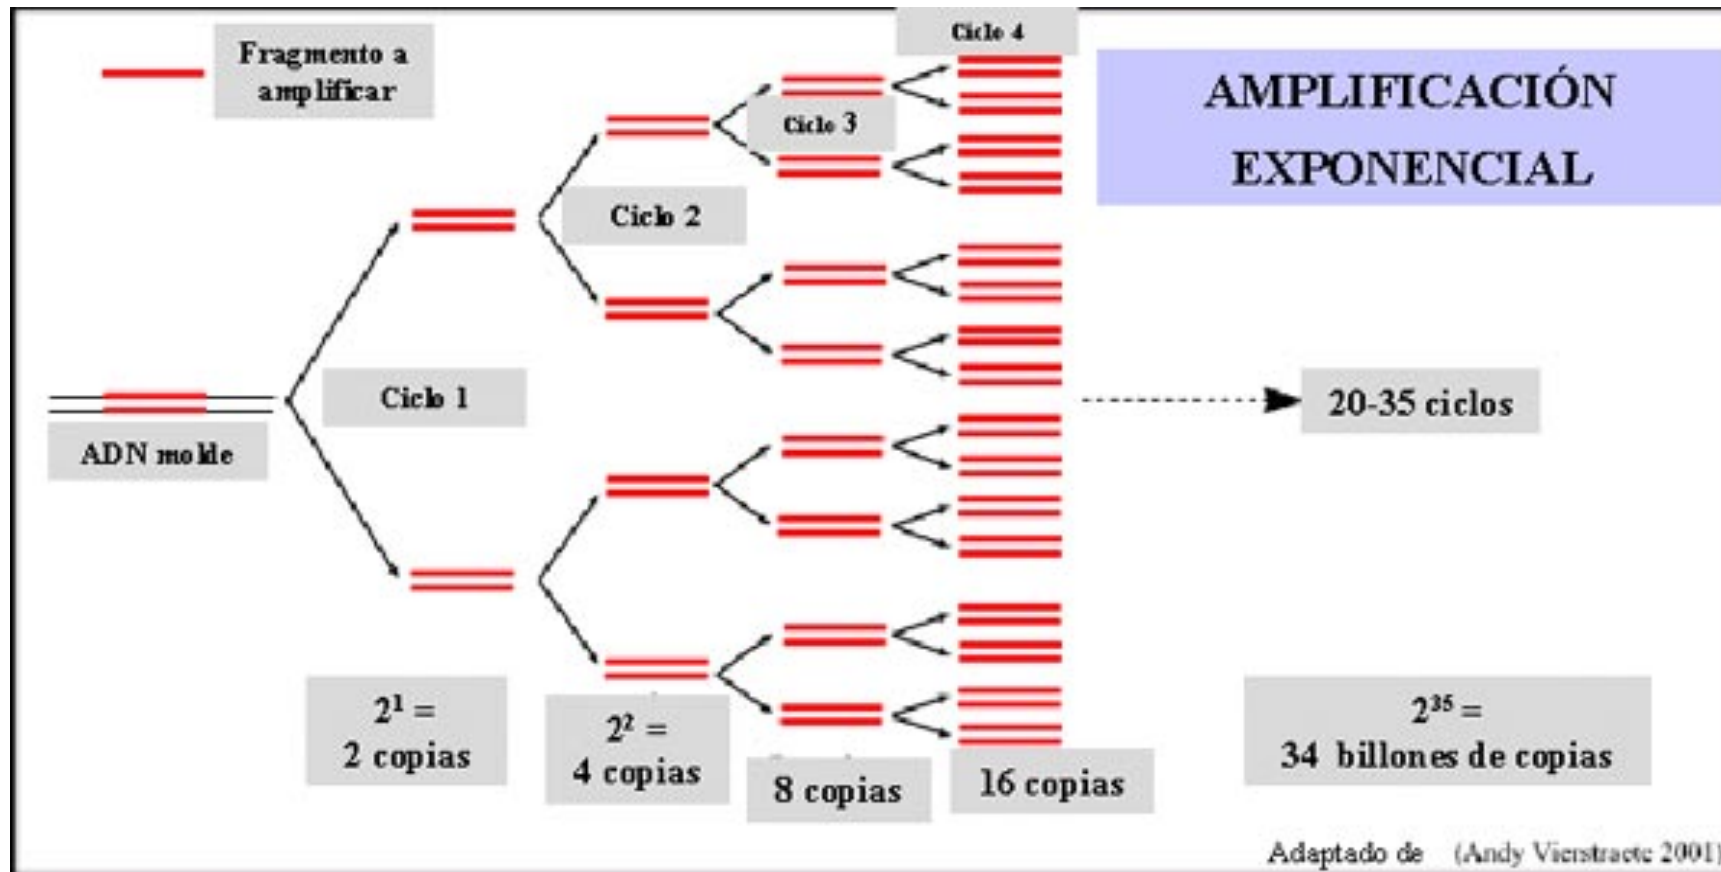 Fragmento a
amplificar
Ciclo 4
AMPLIFICACIÓN
EXPONENCIAL
Ciclo 3
Ciclo 2
Ciclo 1
ADN molde
20-35 ciclos
2¹ =
2 copias
2² =
4 copias
8 copias
16 copias
2³⁵ =
34 billones de copias
Adaptado de (Andy Vierstraete 2001)